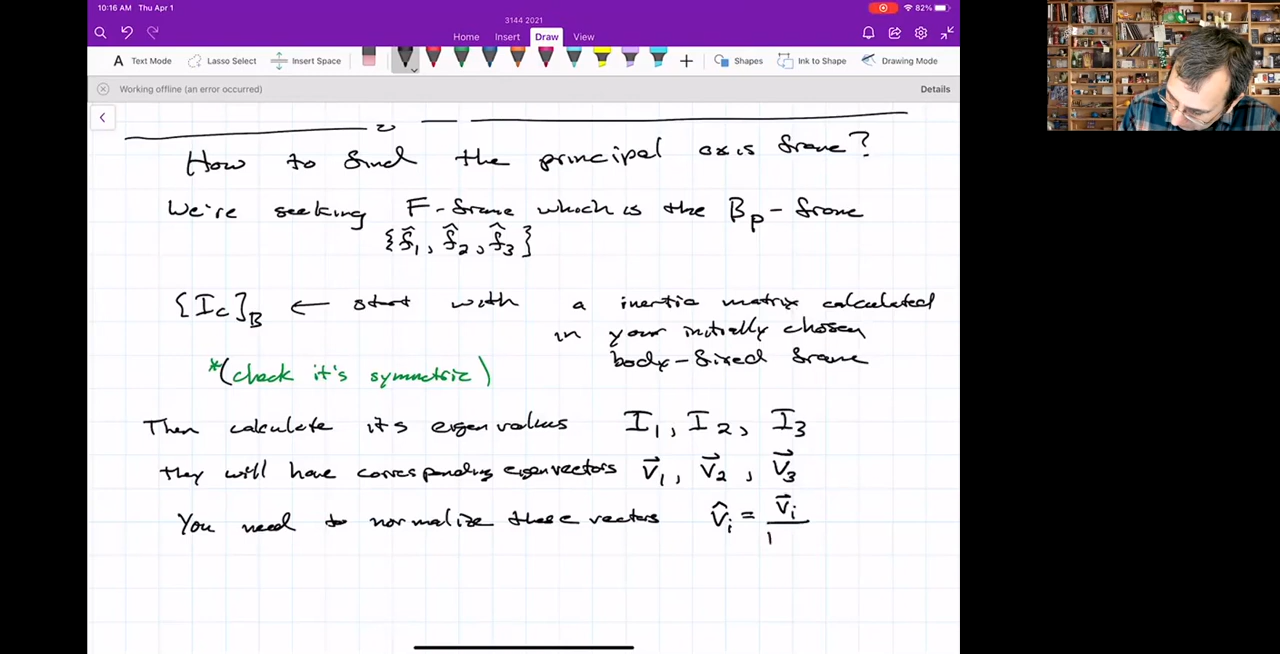 10:16 AM Thu Apr 1
82%
3144 2021
Home Insert Draw View
Text Mode Lasso Select Insert Space Shapes Ink to Shape Drawing Mode
Working offline (an error occurred) Details
How to find the principal axis frame?
We're seeking F-frame which is the Bp-frame
{f̂1, f̂2, f̂3}
[Ic]B ← start with a inertia matrix calculated
in your initially chosen
body-fixed frame
*(check it's symmetric)
Then calculate its eigenvalues I1, I2, I3
they will have corresponding eigenvectors v⃗1, v⃗2, v⃗3
You need to normalize these vectors v̂i = v⃗i / |